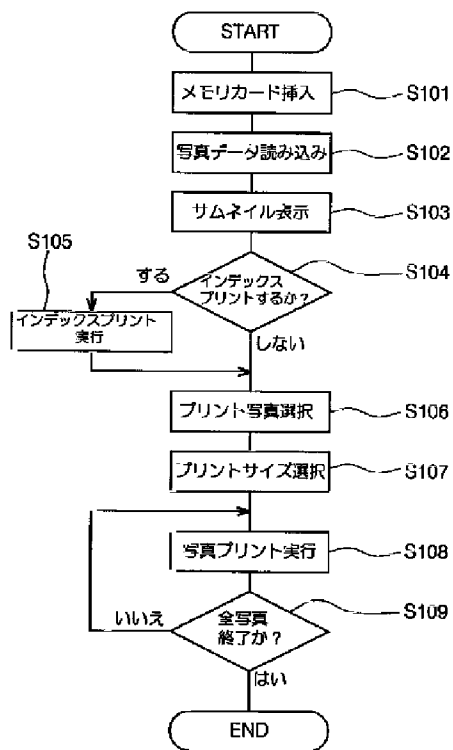 START
メモリカード挿入
S101
写真データ読み込み
S102
サムネイル表示
S103
S105
する
インデックス
プリントするか?
S104
インデックスプリント
実行
しない
プリント写真選択
S106
プリントサイズ選択
S107
写真プリント実行
S108
いいえ
全写真
終了か?
S109
はい
END